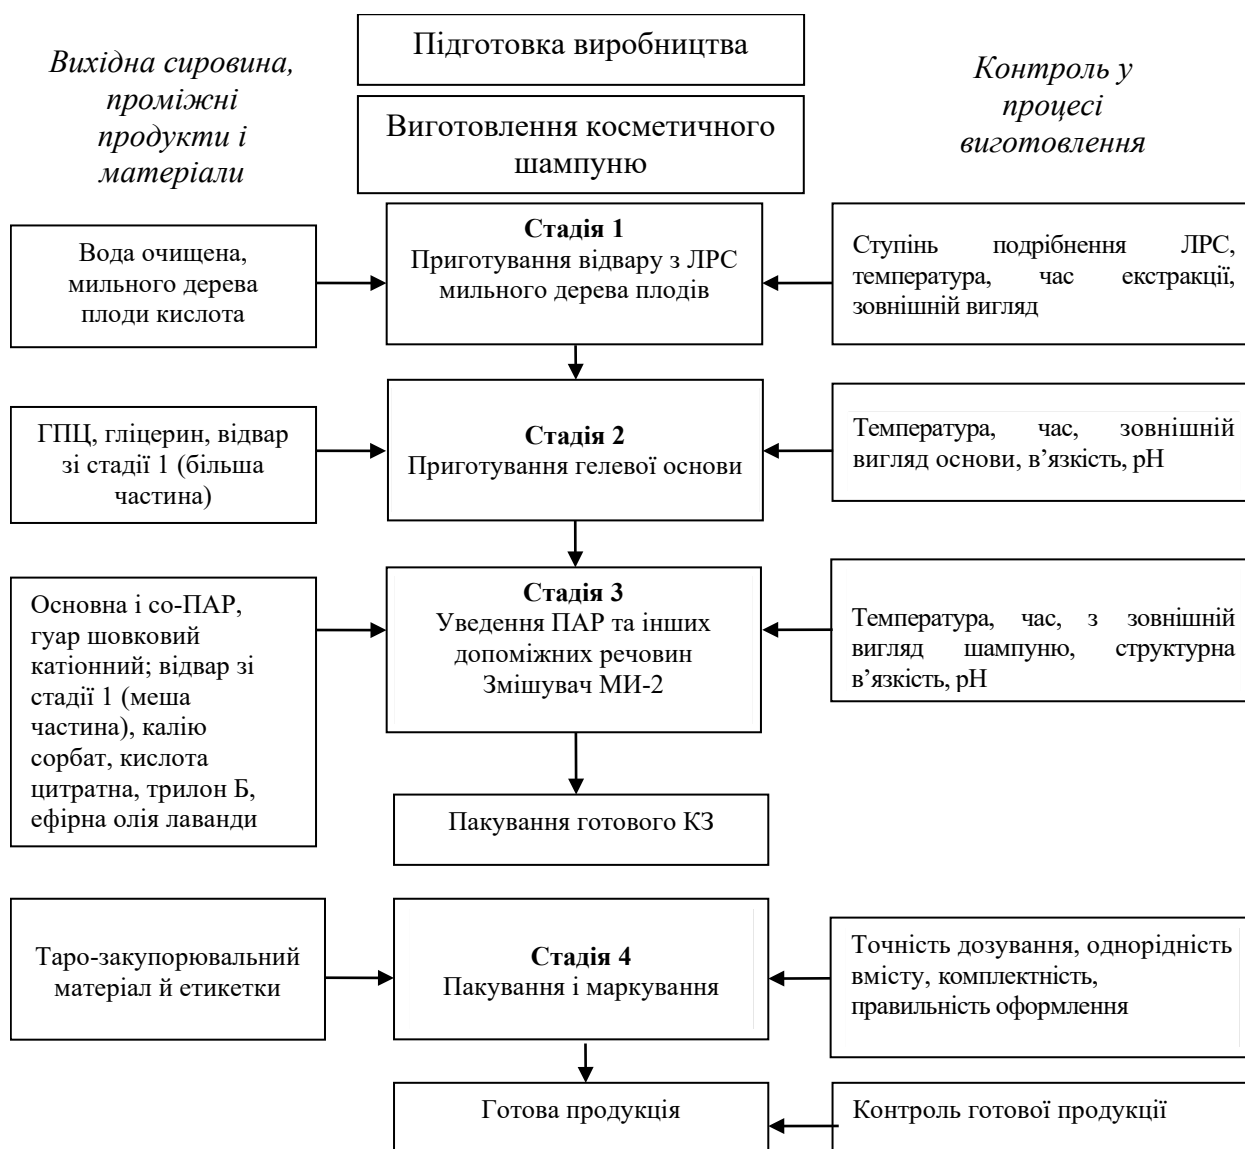 Підготовка виробництва
Вихідна сировина,
проміжні
продукти і
матеріали
Контроль у
процесі
виготовлення
Виготовлення косметичного
шампуню
Вода очищена,
мильного дерева
плоди кислота
Стадія 1
Приготування відвару з ЛРС
мильного дерева плодів
Ступінь подрібнення ЛРС,
температура, час екстракції,
зовнішній вигляд
ГПЦ, гліцерин, відвар
зі стадії 1 (більша
частина)
Стадія 2
Приготування гелевої основи
Температура, час, зовнішній
вигляд основи, в’язкість, рН
Основна і со-ПАР,
гуар шовковий
катіонний; відвар зі
стадії 1 (меша
частина), калію
сорбат, кислота
цитратна, трилон Б,
ефірна олія лаванди
Стадія 3
Уведення ПАР та інших
допоміжних речовин
Змішувач МИ-2
Температура, час, з зовнішній
вигляд шампуню, структурна
в’язкість, рН
Пакування готового КЗ
Таро-закупорювальний
матеріал й етикетки
Стадія 4
Пакування і маркування
Точність дозування, однорідність
вмісту, комплектність,
правильність оформлення
Готова продукція
Контроль готової продукції